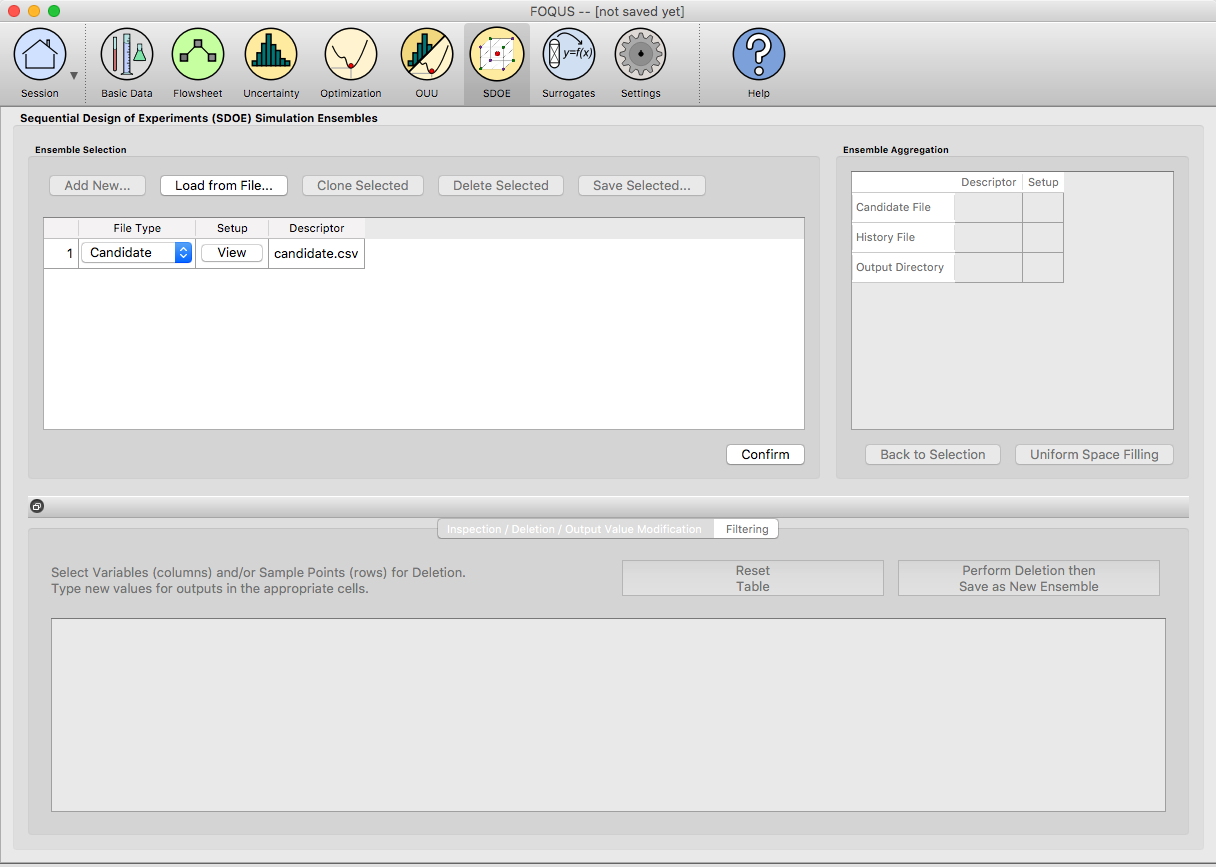 FOQUS -- [not saved yet]
y=f(x)
Session
Basic Data
Flowsheet
Uncertainty
Optimization
OUU
SDOE
Surrogates
Settings
Help
Sequential Design of Experiments (SDOE) Simulation Ensembles
Ensemble Selection
Add New...
Load from File...
Clone Selected
Delete Selected
Save Selected...
File Type
Setup
Descriptor
1
Candidate
View
candidate.csv
Confirm
Ensemble Aggregation
Descriptor
Setup
Candidate File
History File
Output Directory
Back to Selection
Uniform Space Filling
Inspection / Deletion / Output Value Modification
Filtering
Select Variables (columns) and/or Sample Points (rows) for Deletion.
Type new values for outputs in the appropriate cells.
Reset
Table
Perform Deletion then
Save as New Ensemble